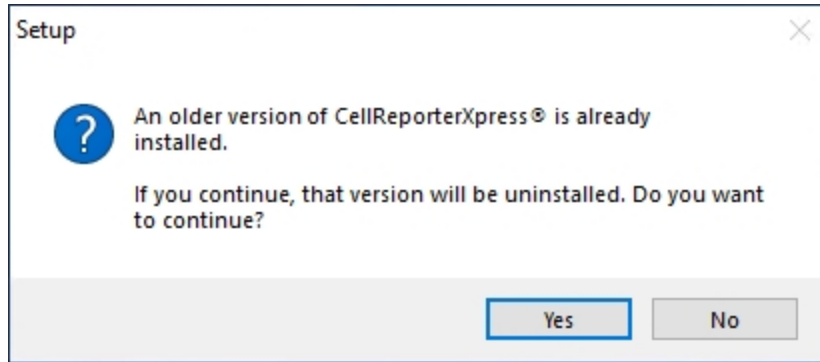 Setup
An older version of CellReporterXpress® is already
installed.
If you continue, that version will be uninstalled. Do you want
to continue?
Yes
No